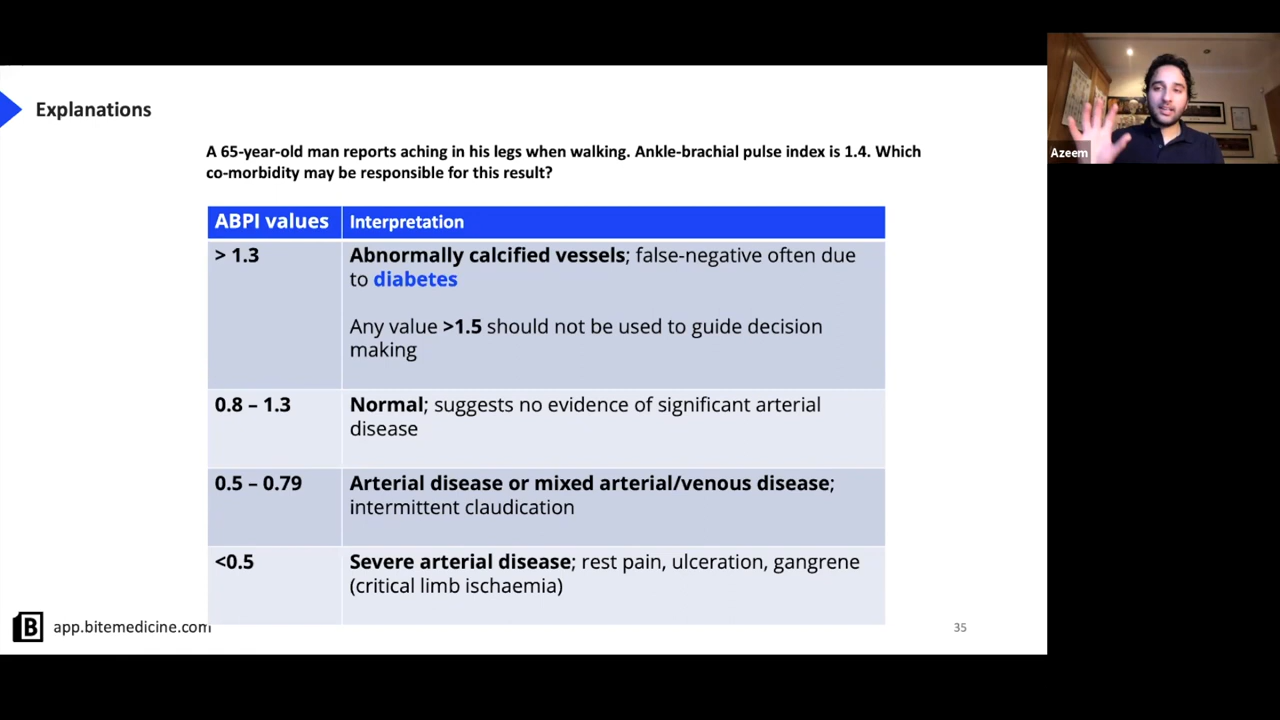 Explanations
A 65-year-old man reports aching in his legs when walking. Ankle-brachial pulse index is 1.4. Which
co-morbidity may be responsible for this result?
ABPI values Interpretation
> 1.3 Abnormally calcified vessels; false-negative often due
to diabetes
Any value >1.5 should not be used to guide decision
making
0.8 – 1.3 Normal; suggests no evidence of significant arterial
disease
0.5 – 0.79 Arterial disease or mixed arterial/venous disease;
intermittent claudication
<0.5 Severe arterial disease; rest pain, ulceration, gangrene
(critical limb ischaemia)
B app.bitemedicine.com
35
Azeem